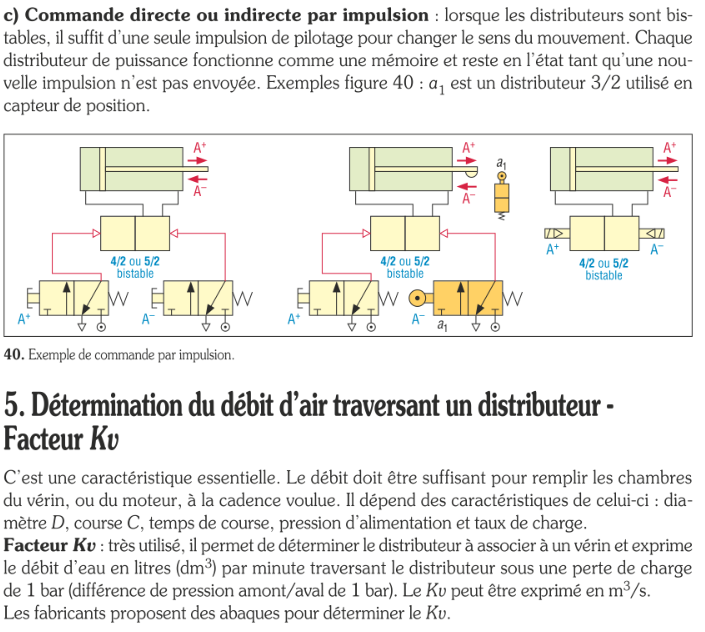 c) Commande directe ou indirecte par impulsion : lorsque les distributeurs sont bis-
tables, il suffit d'une seule impulsion de pilotage pour changer le sens du mouvement. Chaque
distributeur de puissance fonctionne comme une mémoire et reste en l'état tant qu'une nou-
velle impulsion n'est pas envoyée. Exemples figure 40 : a₁ est un distributeur 3/2 utilisé en
capteur de position.
A⁺
A⁻
4/2 ou 5/2
bistable
A⁺
A⁻
A⁺
a₁
A⁻
4/2 ou 5/2
bistable
A⁺
A⁻
a₁
A⁺
A⁻
A⁺
A⁻
4/2 ou 5/2
bistable
40. Exemple de commande par impulsion.
5. Détermination du débit d'air traversant un distributeur -
Facteur Kv
C'est une caractéristique essentielle. Le débit doit être suffisant pour remplir les chambres
du vérin, ou du moteur, à la cadence voulue. Il dépend des caractéristiques de celui-ci : dia-
mètre D, course C, temps de course, pression d'alimentation et taux de charge.
Facteur Kv : très utilisé, il permet de déterminer le distributeur à associer à un vérin et exprime
le débit d'eau en litres (dm³) par minute traversant le distributeur sous une perte de charge
de 1 bar (différence de pression amont/aval de 1 bar). Le Kv peut être exprimé en m³/s.
Les fabricants proposent des abaques pour déterminer le Kv.